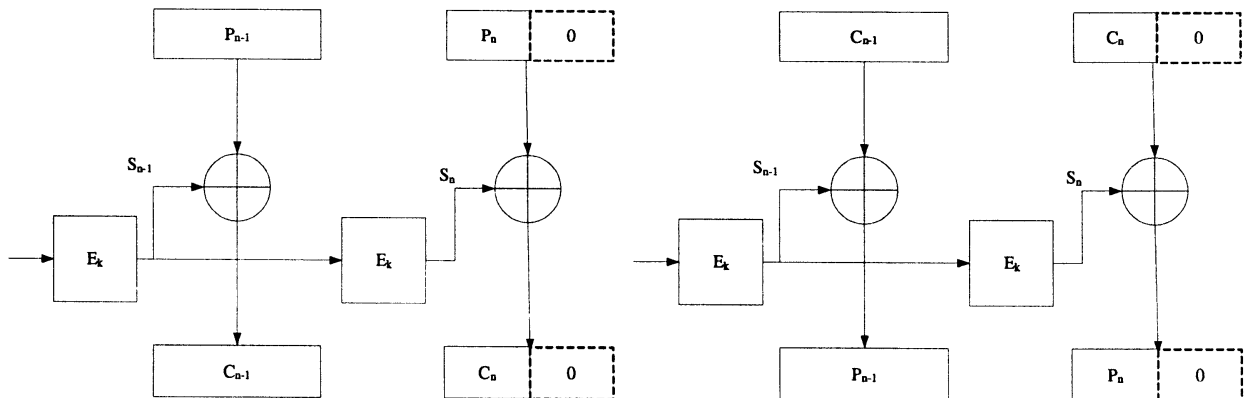 Pn-1
Pn 0
Cn-1
Cn 0
Sn-1
Sn
Sn-1
Sn
Ek
Ek
Ek
Ek
Cn-1
Cn 0
Pn-1
Pn 0